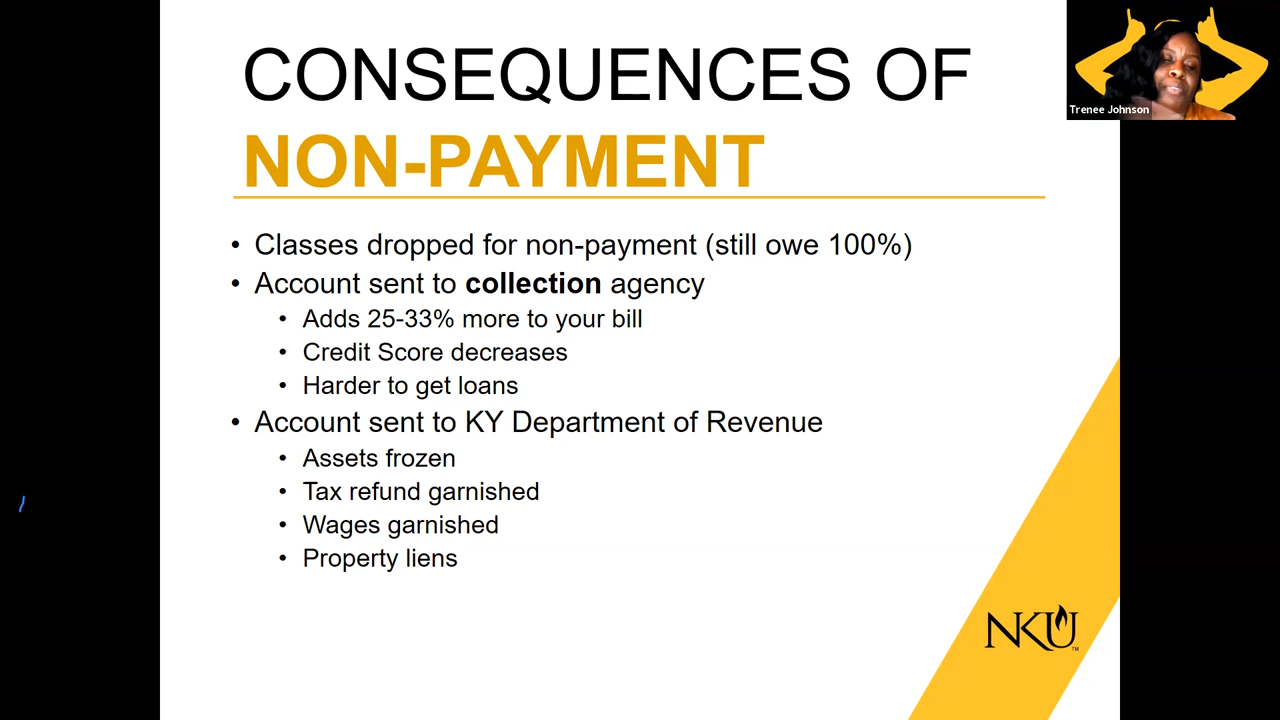 CONSEQUENCES OF
NON-PAYMENT
• Classes dropped for non-payment (still owe 100%)
• Account sent to collection agency
• Adds 25-33% more to your bill
• Credit Score decreases
• Harder to get loans
• Account sent to KY Department of Revenue
• Assets frozen
• Tax refund garnished
• Wages garnished
• Property liens
NKU™
Trenee Johnson